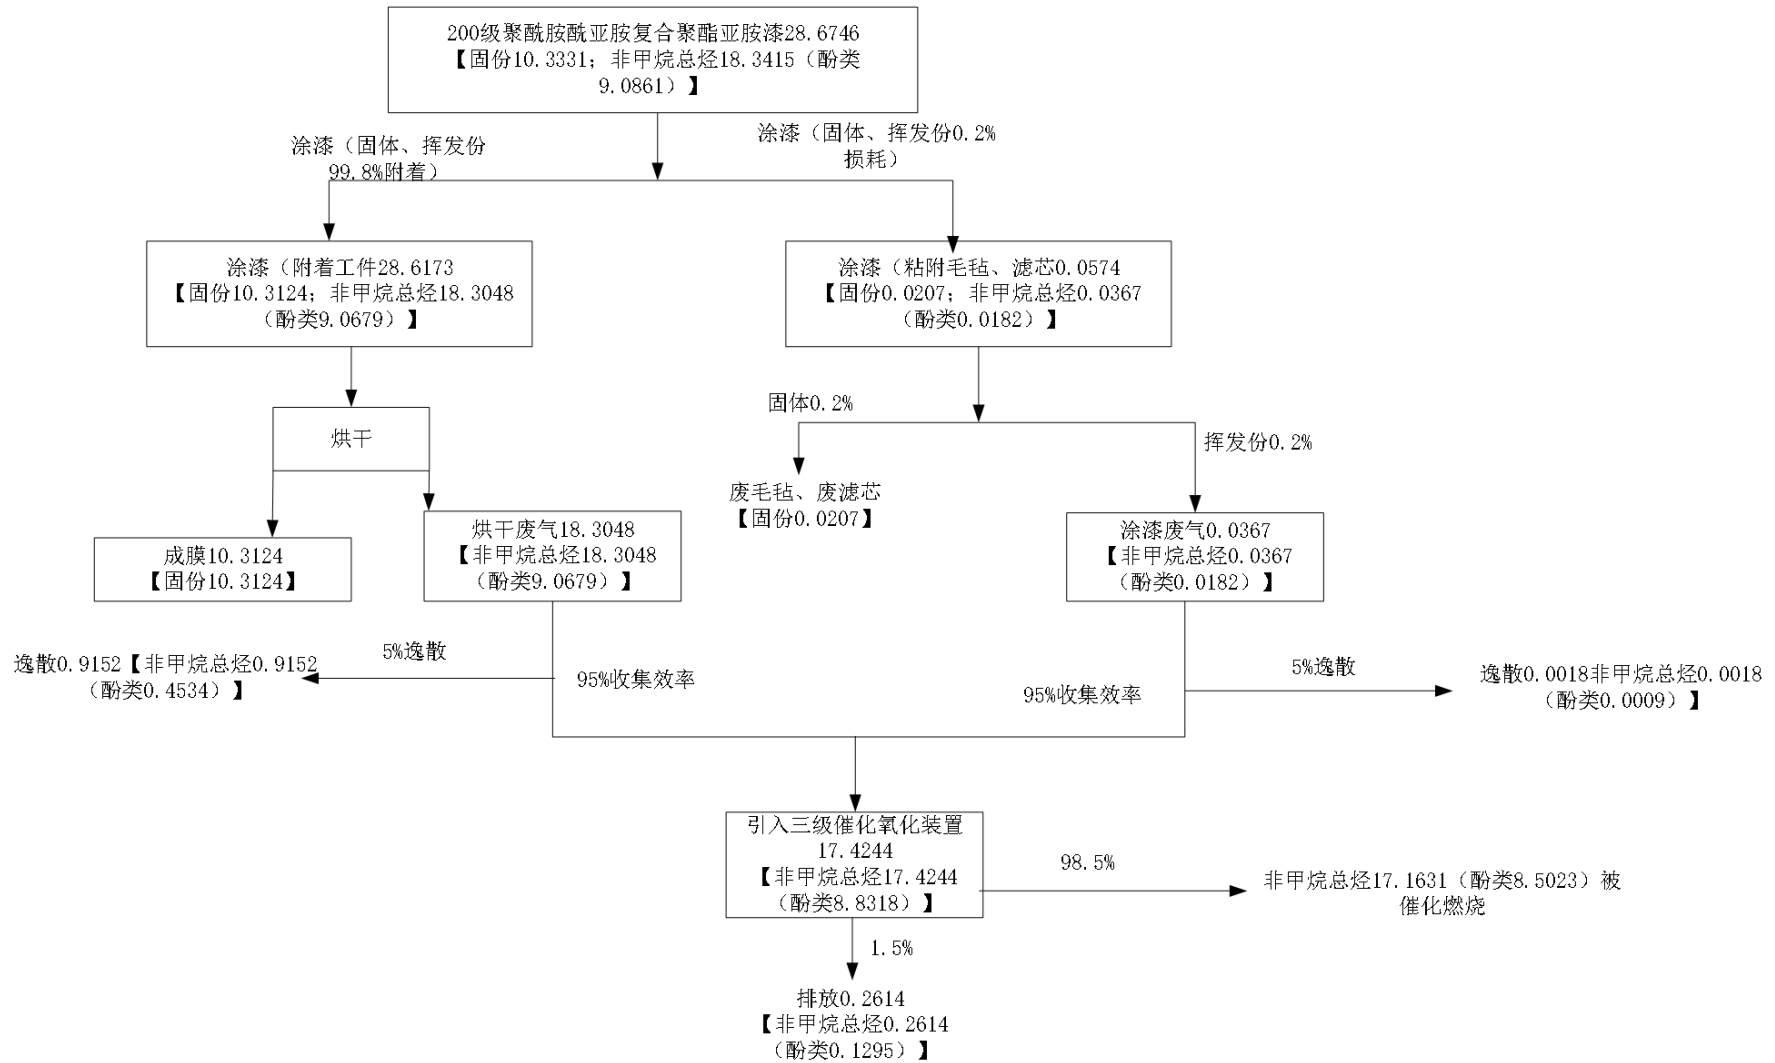 200级聚酰胺酰亚胺复合聚酯亚胺漆28.6746
【固份10.3331；非甲烷总烃18.3415（酚类
9.0861）】
涂漆（固体、挥发份
99.8%附着）
涂漆（固体、挥发份0.2%
损耗）
涂漆（附着工件28.6173
【固份10.3124；非甲烷总烃18.3048
（酚类9.0679）】
涂漆（粘附毛毡、滤芯0.0574
【固份0.0207；非甲烷总烃0.0367
（酚类0.0182）】
烘干
固体0.2%
挥发份0.2%
废毛毡、废滤芯
【固份0.0207】
成膜10.3124
【固份10.3124】
烘干废气18.3048
【非甲烷总烃18.3048
（酚类9.0679）】
涂漆废气0.0367
【非甲烷总烃0.0367
（酚类0.0182）】
逸散0.9152【非甲烷总烃0.9152
（酚类0.4534）】
5%逸散
95%收集效率
95%收集效率
5%逸散
逸散0.0018非甲烷总烃0.0018
（酚类0.0009）】
引入三级催化氧化装置
17.4244
【非甲烷总烃17.4244
（酚类8.8318）】
98.5%
非甲烷总烃17.1631（酚类8.5023）被
催化燃烧
1.5%
排放0.2614
【非甲烷总烃0.2614
（酚类0.1295）】